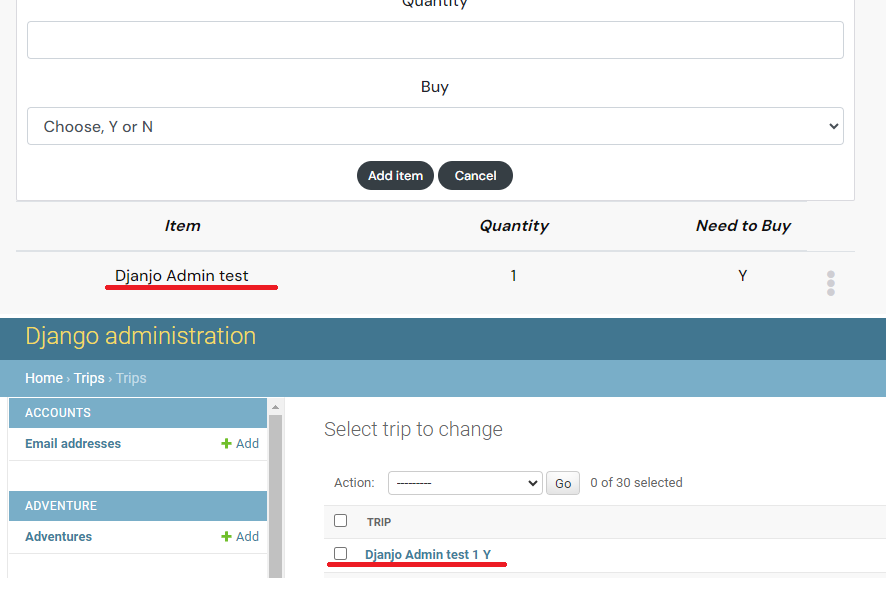 Quantity
Buy
Choose, Y or N
Add item Cancel
Item Quantity Need to Buy
Djanjo Admin test 1 Y
Django administration
Home › Trips › Trips
ACCOUNTS
Email addresses + Add
ADVENTURE
Adventures + Add
Select trip to change
Action: --------- Go 0 of 30 selected
TRIP
Djanjo Admin test 1 Y